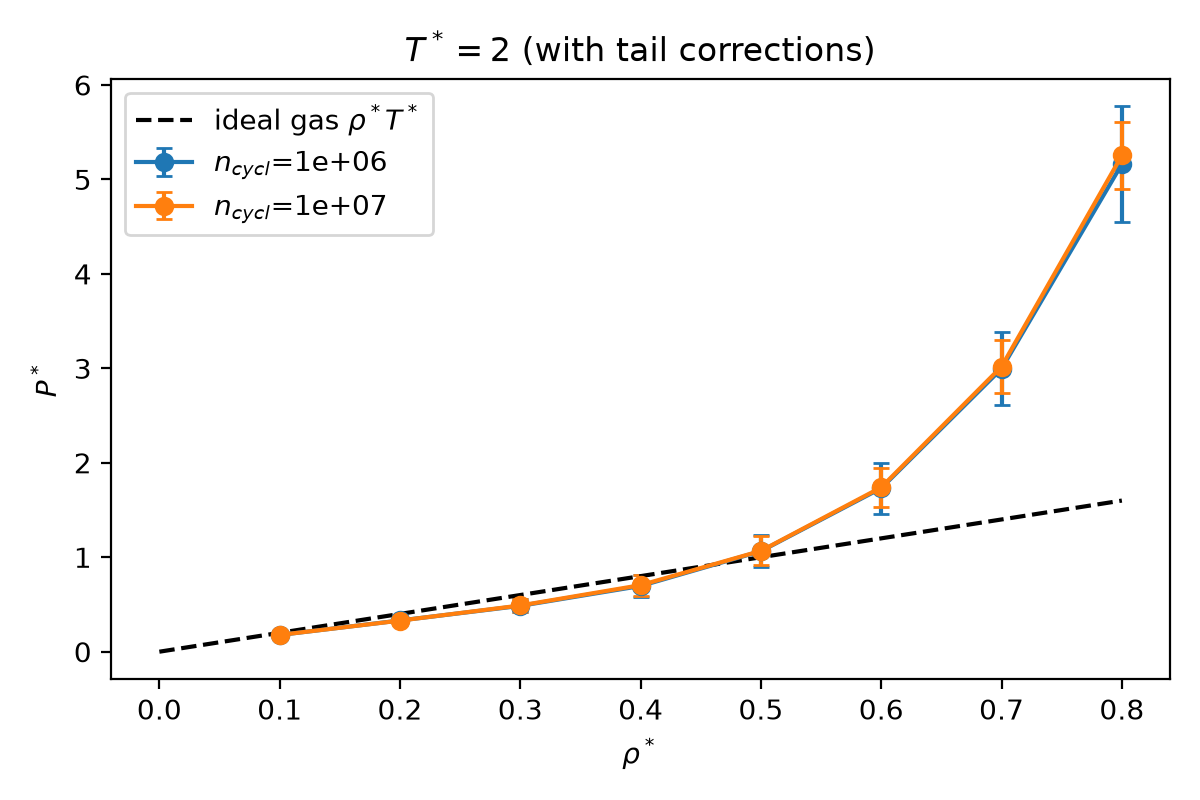 T* = 2 (with tail corrections)
ideal gas ρ*T*
n_cycl=1e+06
n_cycl=1e+07
P*
6
5
4
3
2
1
0
0.0 0.1 0.2 0.3 0.4 0.5 0.6 0.7 0.8
ρ*